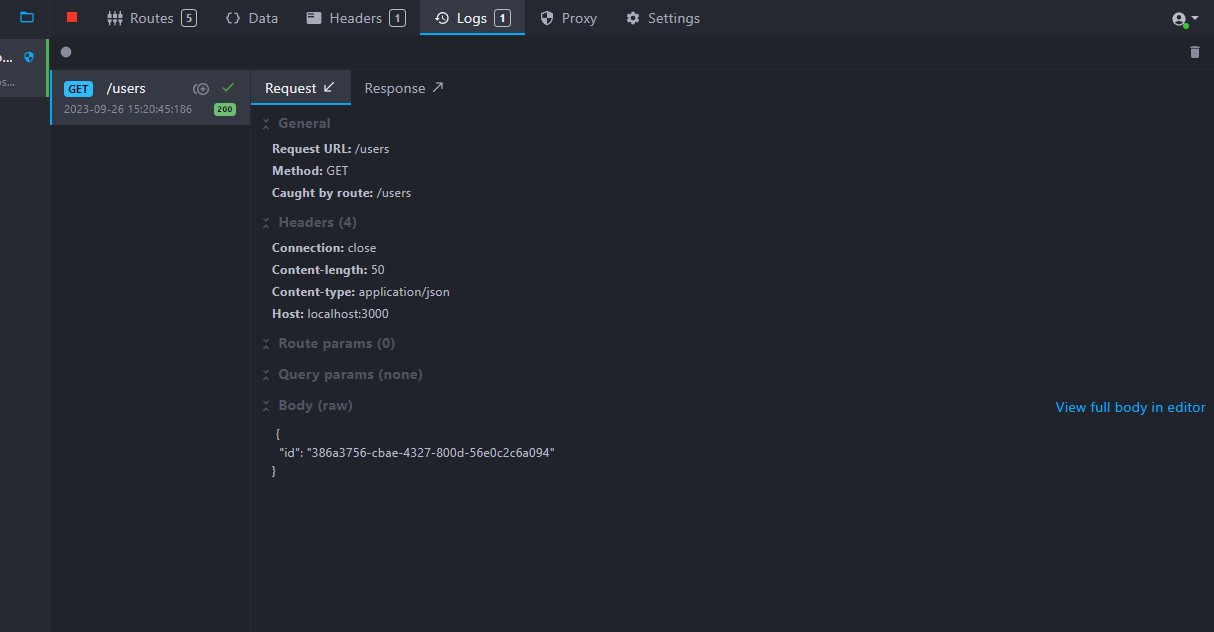 Routes 5 Data Headers 1 Logs 1 Proxy Settings
...
s...
GET /users
2023-09-26 15:20:45:186 200
Request Response
General
Request URL: /users
Method: GET
Caught by route: /users
Headers (4)
Connection: close
Content-length: 50
Content-type: application/json
Host: localhost:3000
Route params (0)
Query params (none)
Body (raw) View full body in editor
{
"id": "386a3756-cbae-4327-800d-56e0c2c6a094"
}